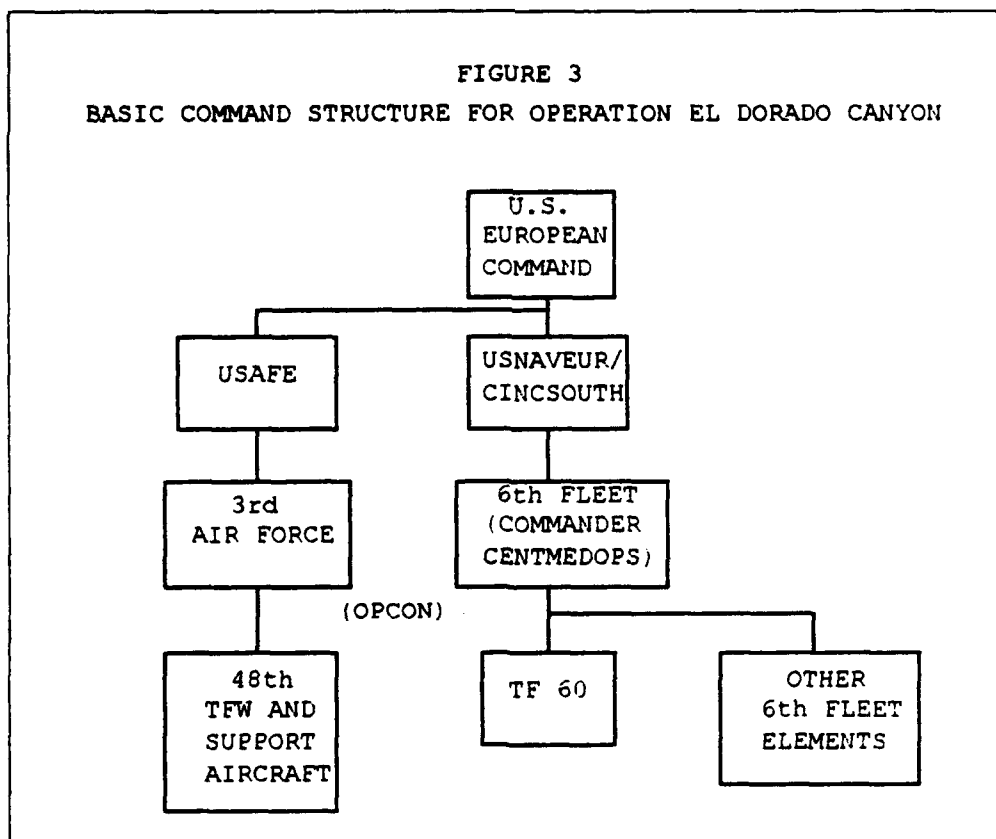 FIGURE 3
BASIC COMMAND STRUCTURE FOR OPERATION EL DORADO CANYON
U.S.
EUROPEAN
COMMAND
USAFE
USNAVEUR/
CINCSOUTH
3rd
AIR FORCE
6th FLEET
(COMMANDER
CENTMEDOPS)
(OPCON)
48th
TFW AND
SUPPORT
AIRCRAFT
TF 60
OTHER
6th FLEET
ELEMENTS